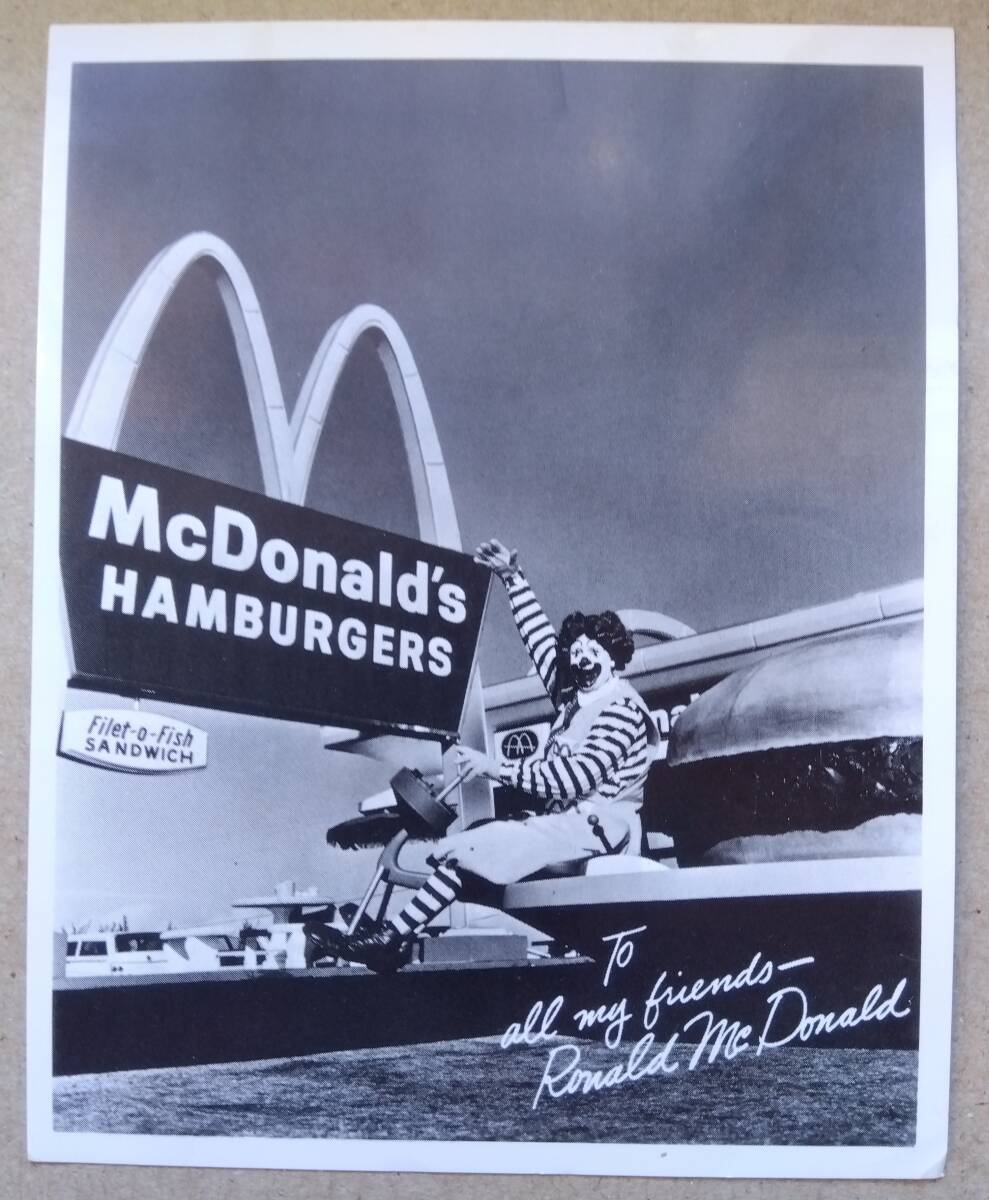 McDonald's
HAMBURGERS
Filet-o-Fish
SANDWICH
To
all my friends—
Ronald McDonald